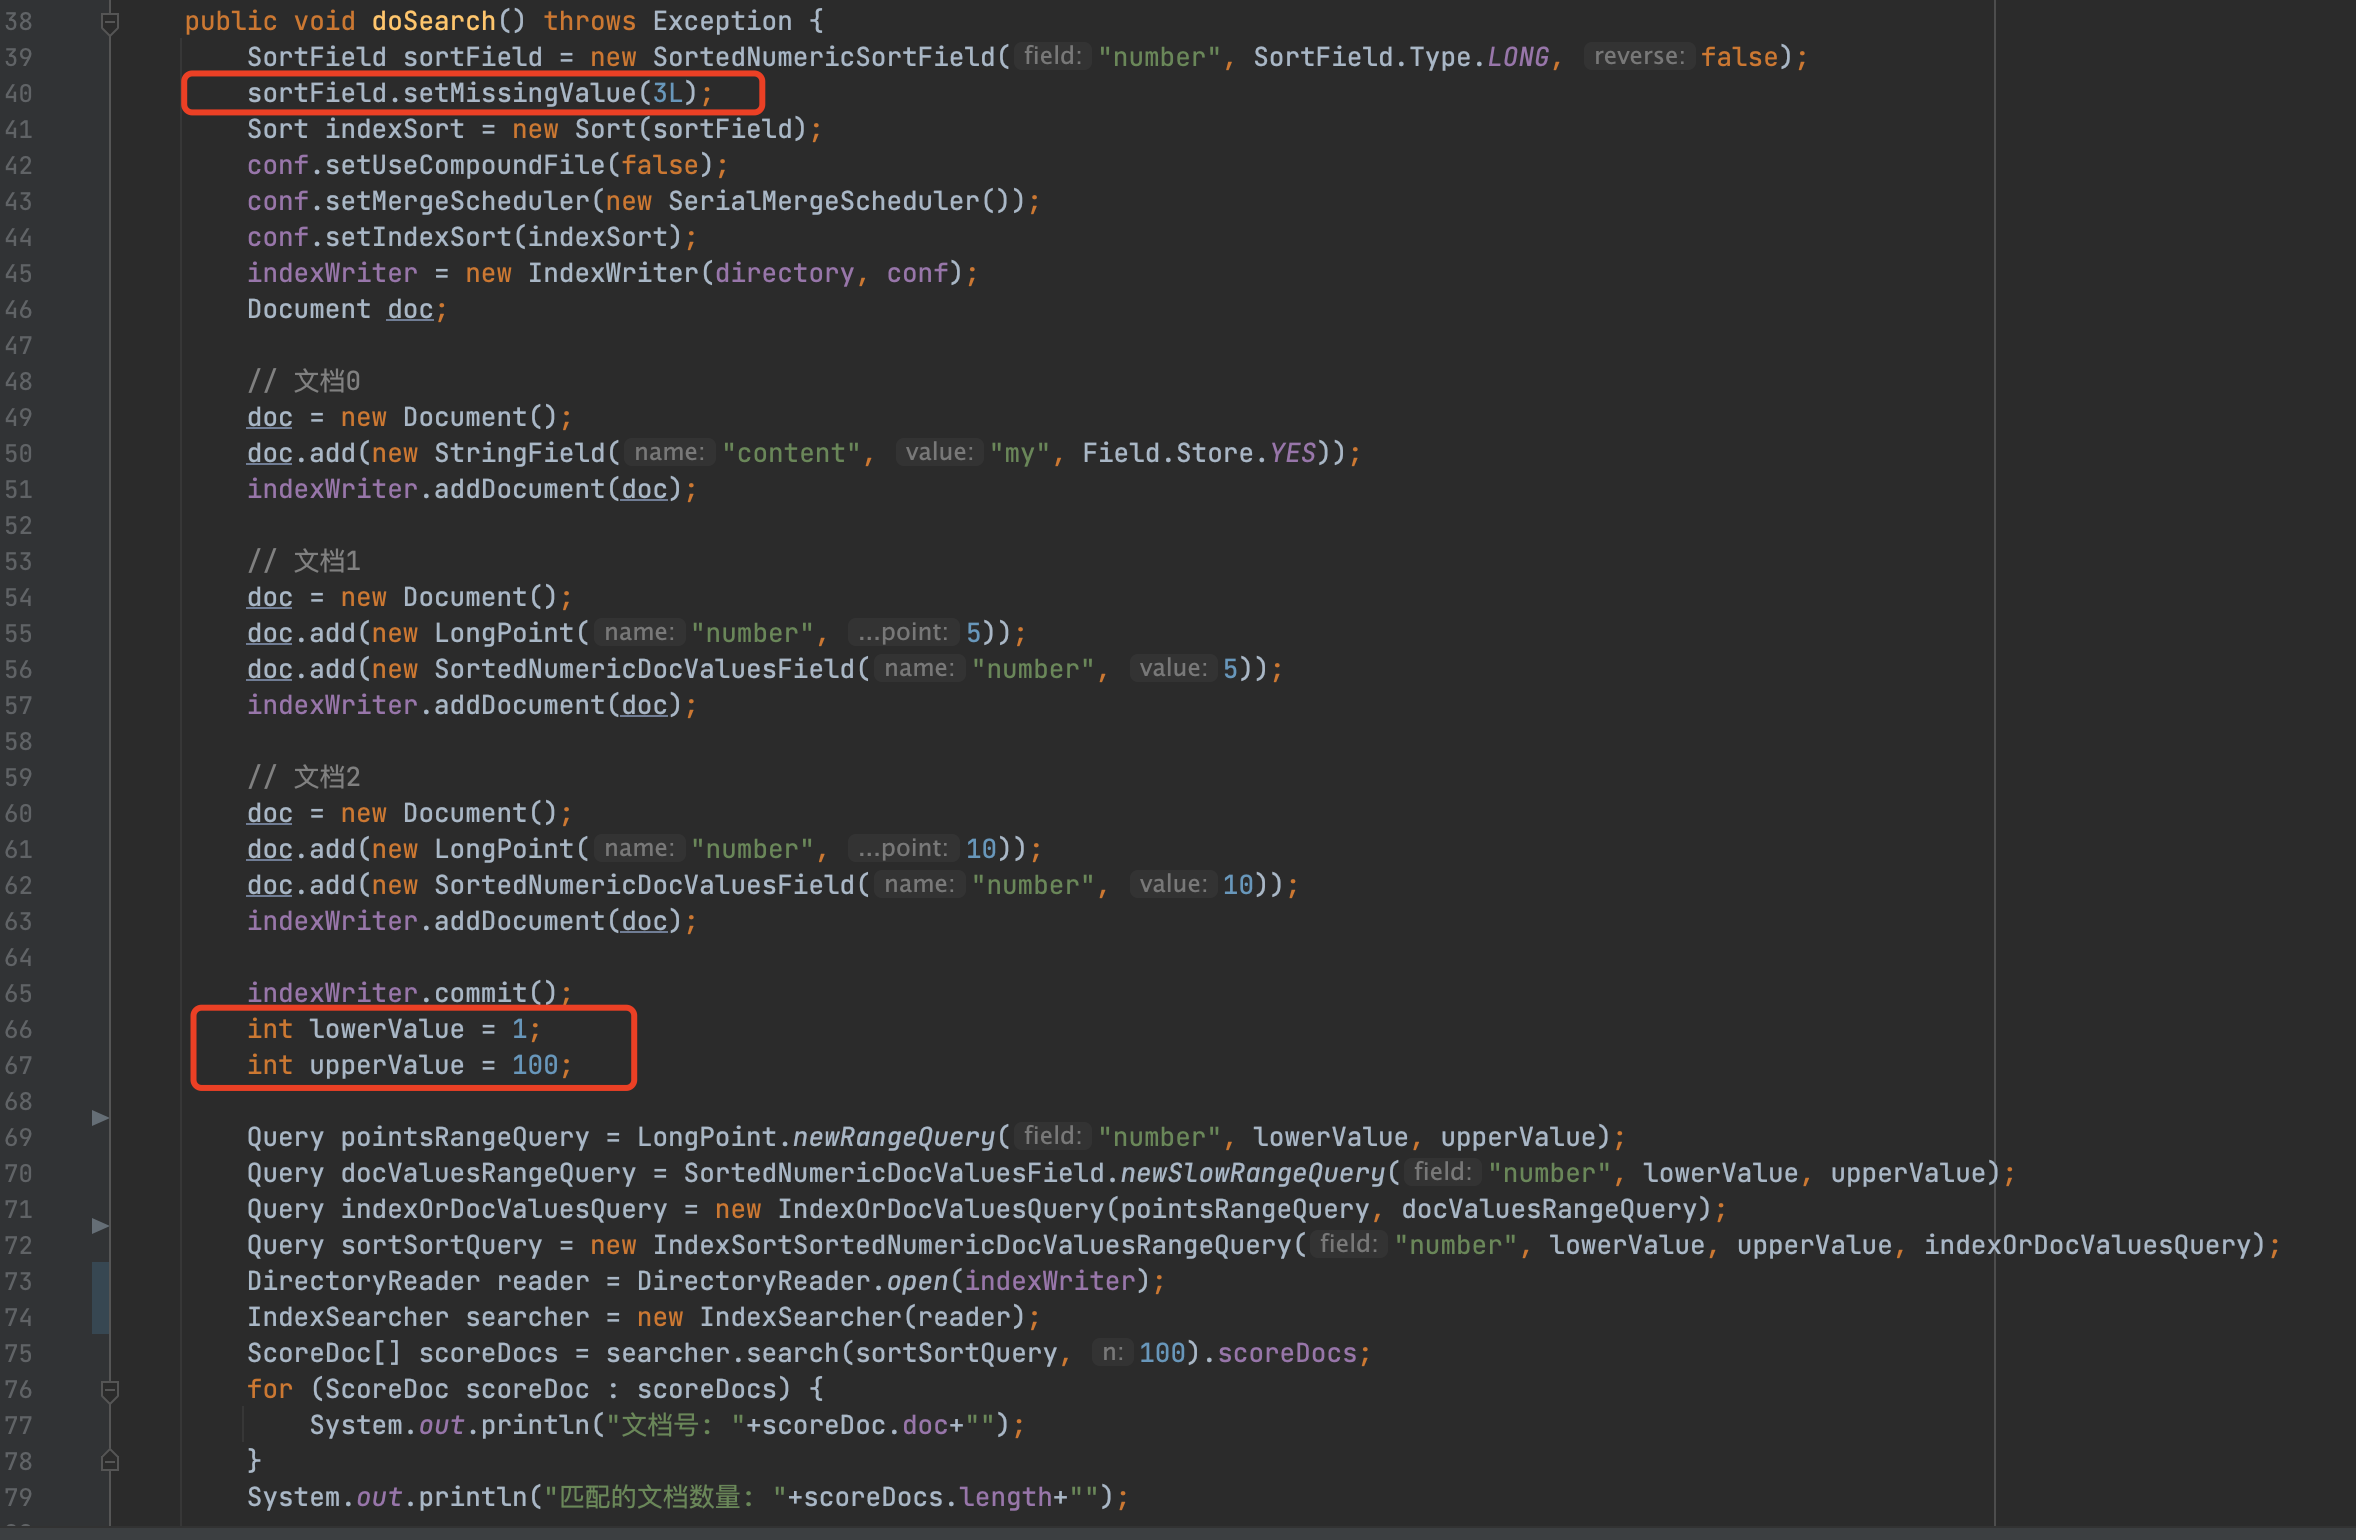 38 public void doSearch() throws Exception {
39 SortField sortField = new SortedNumericSortField( field: "number", SortField.Type.LONG, reverse: false);
40 sortField.setMissingValue(3L);
41 Sort indexSort = new Sort(sortField);
42 conf.setUseCompoundFile(false);
43 conf.setMergeScheduler(new SerialMergeScheduler());
44 conf.setIndexSort(indexSort);
45 indexWriter = new IndexWriter(directory, conf);
46 Document doc;
47
48 // 文档0
49 doc = new Document();
50 doc.add(new StringField( name: "content", value: "my", Field.Store.YES));
51 indexWriter.addDocument(doc);
52
53 // 文档1
54 doc = new Document();
55 doc.add(new LongPoint( name: "number", ...point: 5));
56 doc.add(new SortedNumericDocValuesField( name: "number", value: 5));
57 indexWriter.addDocument(doc);
58
59 // 文档2
60 doc = new Document();
61 doc.add(new LongPoint( name: "number", ...point: 10));
62 doc.add(new SortedNumericDocValuesField( name: "number", value: 10));
63 indexWriter.addDocument(doc);
64
65 indexWriter.commit();
66 int lowerValue = 1;
67 int upperValue = 100;
68
69 Query pointsRangeQuery = LongPoint.newRangeQuery( field: "number", lowerValue, upperValue);
70 Query docValuesRangeQuery = SortedNumericDocValuesField.newSlowRangeQuery( field: "number", lowerValue, upperValue);
71 Query indexOrDocValuesQuery = new IndexOrDocValuesQuery(pointsRangeQuery, docValuesRangeQuery);
72 Query sortSortQuery = new IndexSortSortedNumericDocValuesRangeQuery( field: "number", lowerValue, upperValue, indexOrDocValuesQuery);
73 DirectoryReader reader = DirectoryReader.open(indexWriter);
74 IndexSearcher searcher = new IndexSearcher(reader);
75 ScoreDoc[] scoreDocs = searcher.search(sortSortQuery, n: 100).scoreDocs;
76 for (ScoreDoc scoreDoc : scoreDocs) {
77 System.out.println("文档号: "+scoreDoc.doc+"");
78 }
79 System.out.println("匹配的文档数量: "+scoreDocs.length+"");